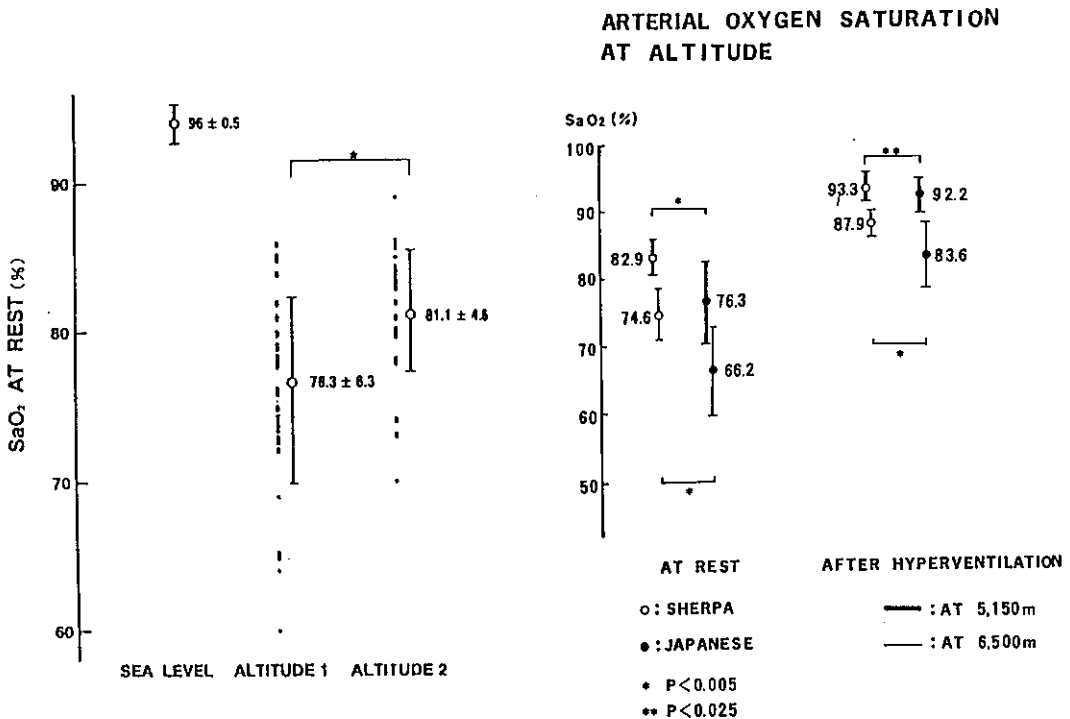 ARTERIAL OXYGEN SATURATION
AT ALTITUDE
SaO₂ AT REST (%)
90
80
70
60
96 ± 0.5
*
76.3 ± 6.3
81.1 ± 4.6
SEA LEVEL ALTITUDE 1 ALTITUDE 2
SaO₂ (%)
100
90
80
70
60
50
*
82.9
74.6
76.3
66.2
*
**
93.3
87.9
92.2
83.6
*
AT REST AFTER HYPERVENTILATION
○ : SHERPA
● : JAPANESE
* P<0.005
** P<0.025
: AT 5,150m
: AT 6,500m